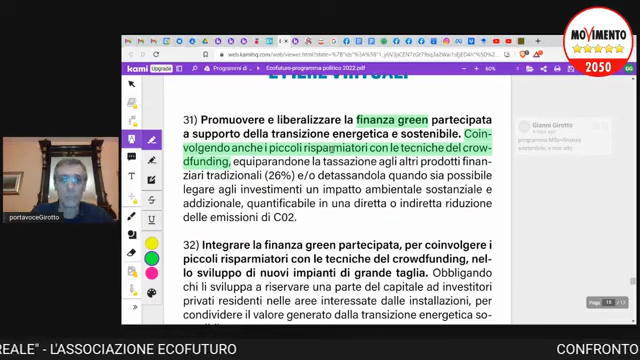 MOVIMENTO
2050
kami Upgrade
Programmi di
Ecofuturo-programma politico 2022.pdf
60%
31) Promuovere e liberalizzare la finanza green partecipata
a supporto della transizione energetica e sostenibile. Coin-
volgendo anche i piccoli risparmiatori con le tecniche del crow-
dfunding, equiparandone la tassazione agli altri prodotti finan-
ziari tradizionali (26%) e/o detassandola quando sia possibile
legare agli investimenti un impatto ambientale sostanziale e
addizionale, quantificabile in una diretta o indiretta riduzione
delle emissioni di C02.
Gianni Girotto
32) Integrare la finanza green partecipata, per coinvolgere i
piccoli risparmiatori con le tecniche del crowdfunding, nel-
lo sviluppo di nuovi impianti di grande taglia. Obbligando
chi li sviluppa a riservare una parte del capitale ad investitori
privati residenti nelle aree interessate dalle installazioni, per
condividere il valore generato dalla transizione energetica so-
portavoceGirotto
REALE" - L'ASSOCIAZIONE ECOFUTURO
CONFRONTO